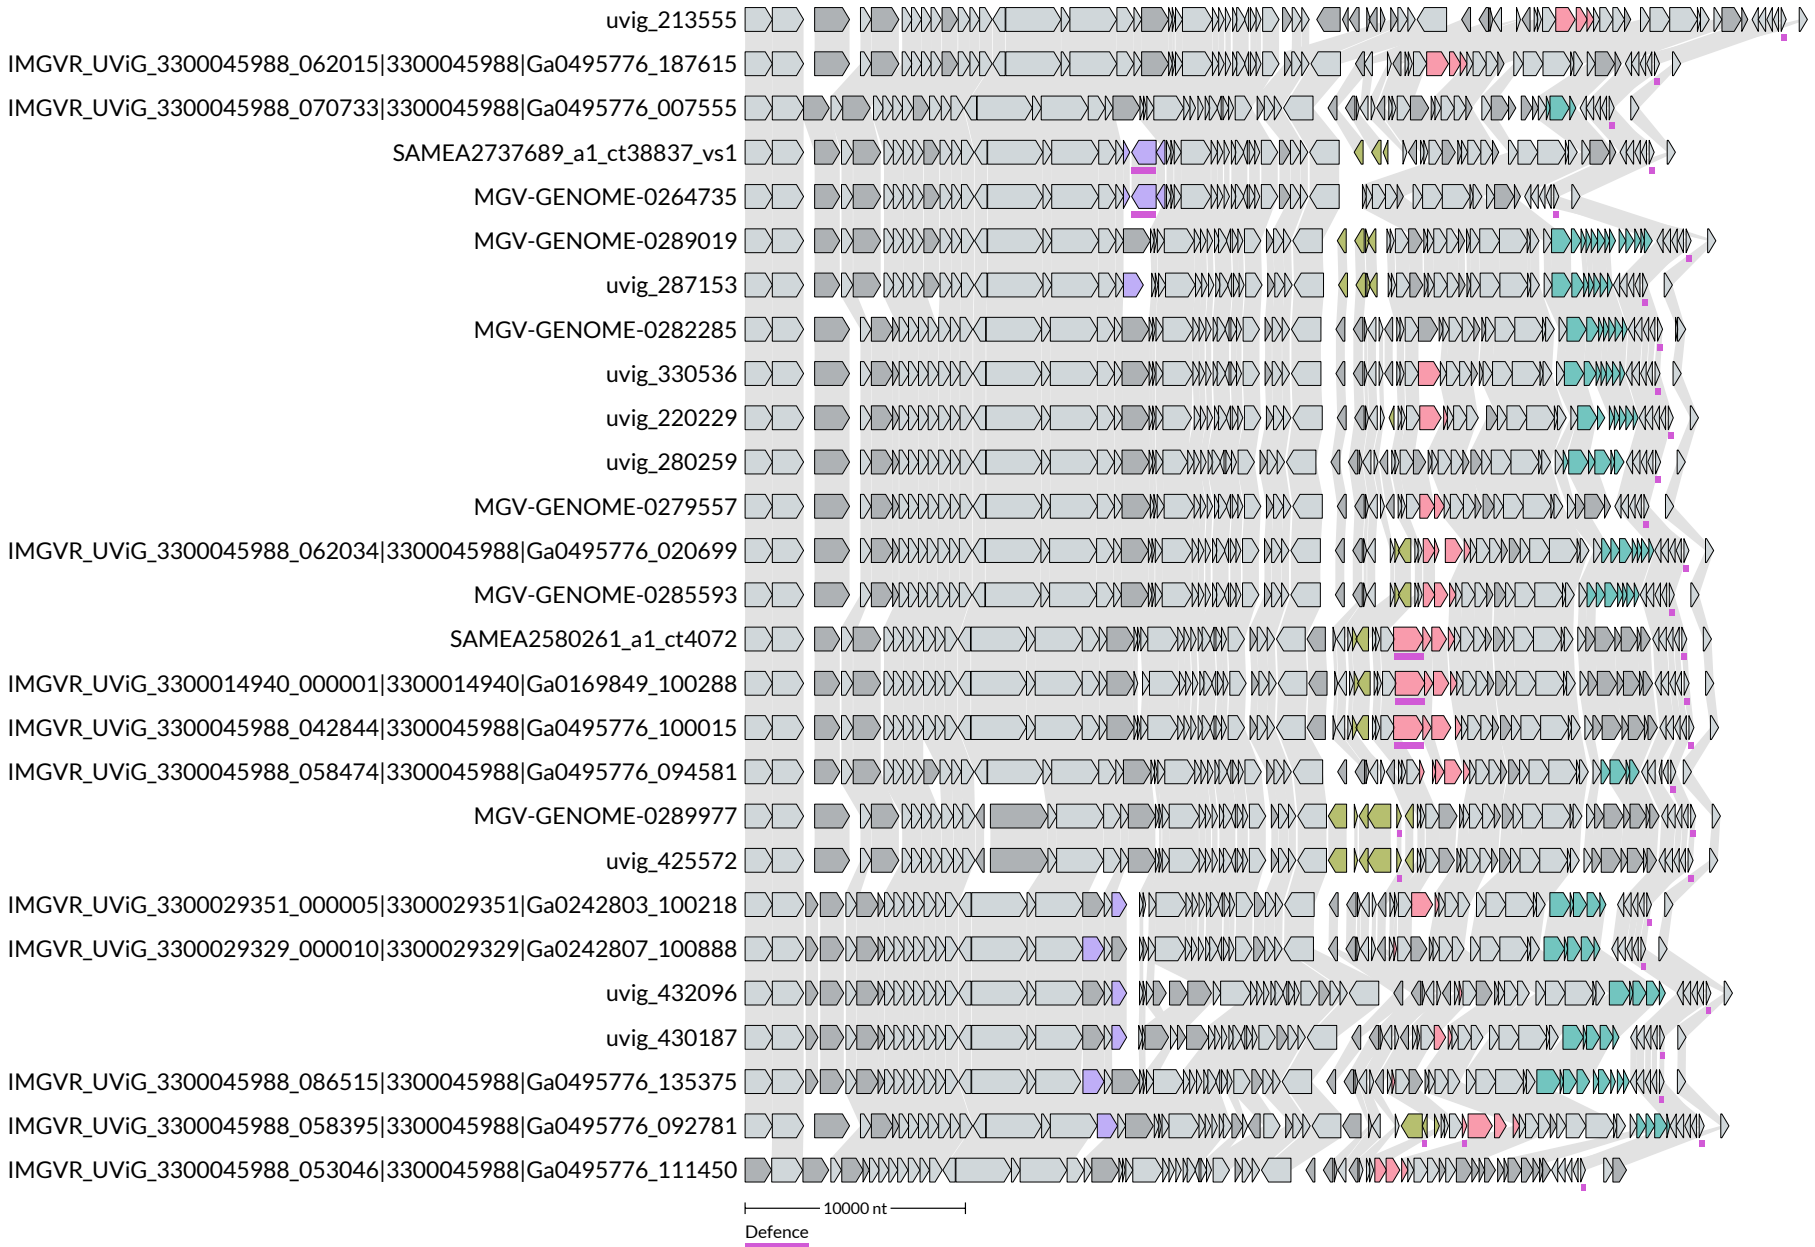 uvig_213555
IMGVR_UViG_3300045988_062015|3300045988|Ga0495776_187615
IMGVR_UViG_3300045988_070733|3300045988|Ga0495776_007555
SAMEA2737689_a1_ct38837_vs1
MGV-GENOME-0264735
MGV-GENOME-0289019
uvig_287153
MGV-GENOME-0282285
uvig_330536
uvig_220229
uvig_280259
MGV-GENOME-0279557
IMGVR_UViG_3300045988_062034|3300045988|Ga0495776_020699
MGV-GENOME-0285593
SAMEA2580261_a1_ct4072
IMGVR_UViG_3300014940_000001|3300014940|Ga0169849_100288
IMGVR_UViG_3300045988_042844|3300045988|Ga0495776_100015
IMGVR_UViG_3300045988_058474|3300045988|Ga0495776_094581
MGV-GENOME-0289977
uvig_425572
IMGVR_UViG_3300029351_000005|3300029351|Ga0242803_100218
IMGVR_UViG_3300029329_000010|3300029329|Ga0242807_100888
uvig_432096
uvig_430187
IMGVR_UViG_3300045988_086515|3300045988|Ga0495776_135375
IMGVR_UViG_3300045988_058395|3300045988|Ga0495776_092781
IMGVR_UViG_3300045988_053046|3300045988|Ga0495776_111450
10000 nt
Defence